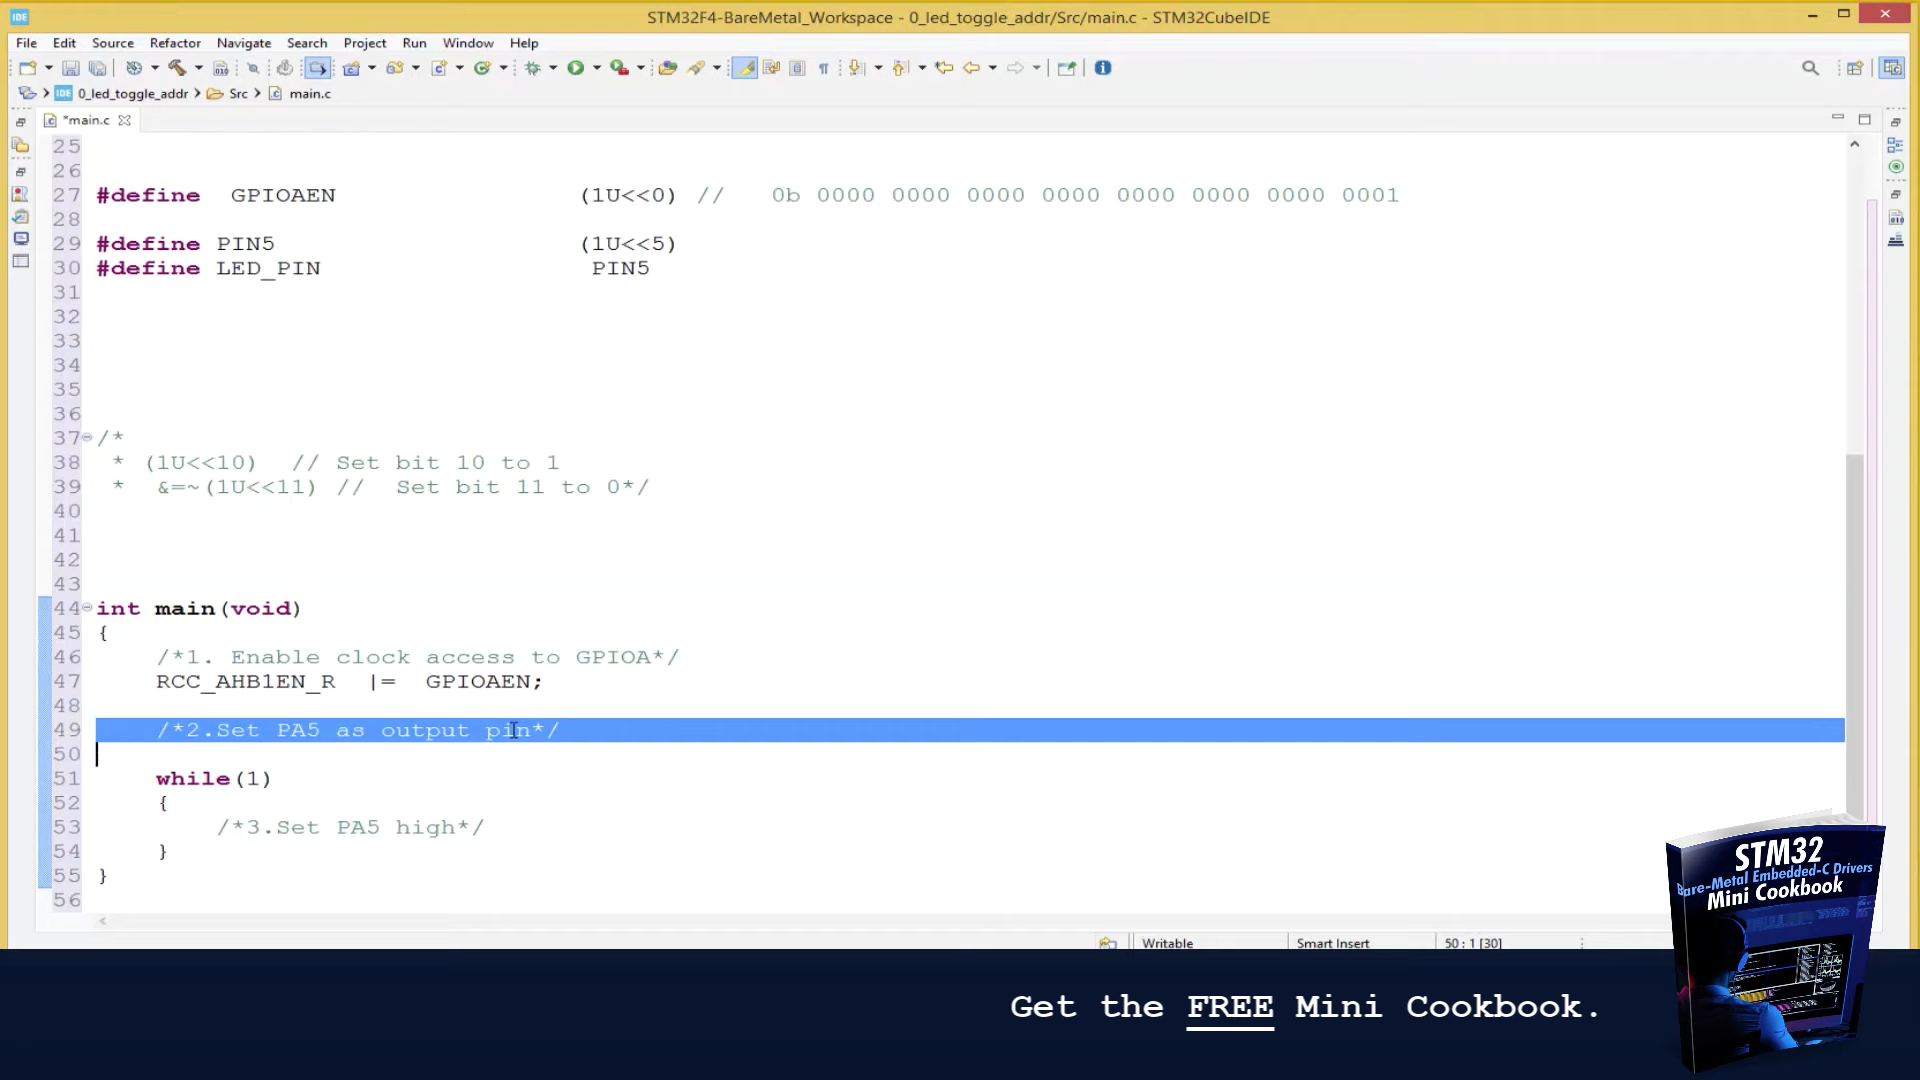 IDE STM32F4-BareMetal_Workspace - 0_led_toggle_addr/Src/main.c - STM32CubeIDE
File Edit Source Refactor Navigate Search Project Run Window Help
IDE 0_led_toggle_addr Src main.c
*main.c
25
26
27 #define GPIOAEN (1U<<0) // 0b 0000 0000 0000 0000 0000 0000 0000 0001
28
29 #define PIN5 (1U<<5)
30 #define LED_PIN PIN5
31
32
33
34
35
36
37 /*
38 * (1U<<10) // Set bit 10 to 1
39 * &=~(1U<<11) // Set bit 11 to 0*/
40
41
42
43
44 int main(void)
45 {
46 /*1. Enable clock access to GPIOA*/
47 RCC_AHB1EN_R |= GPIOAEN;
48
49 /*2.Set PA5 as output pin*/
50
51 while(1)
52 {
53 /*3.Set PA5 high*/
54 }
55 }
56
Writable Smart Insert 50 : 1 [30]
STM32
Bare-Metal Embedded-C Drivers
Mini Cookbook
Get the FREE Mini Cookbook.